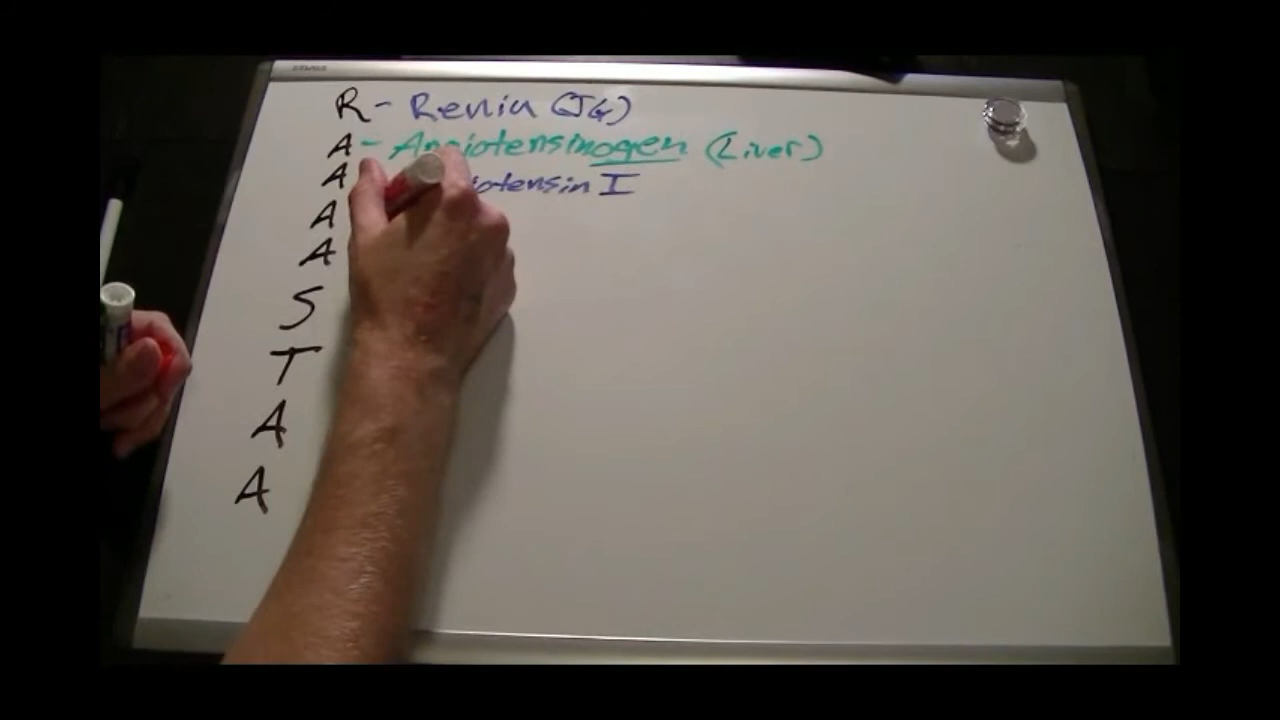 R - Renin (JG)
A - Angiotensinogen (Liver)
A I
A
A
S
T
A
A